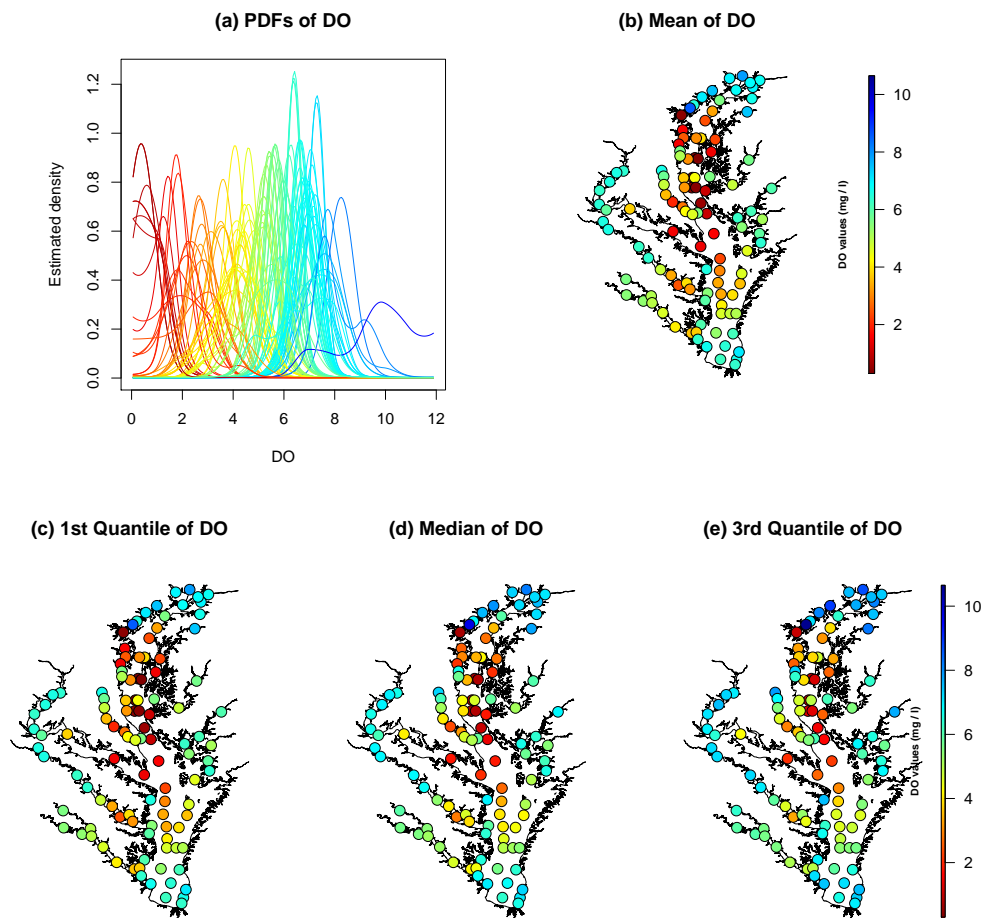 (a) PDFs of DO
(b) Mean of DO
Estimated density
0.0 0.2 0.4 0.6 0.8 1.0 1.2
0 2 4 6 8 10 12
DO
DO values (mg / l)
10
8
6
4
2
(c) 1st Quantile of DO
(d) Median of DO
(e) 3rd Quantile of DO
DO values (mg / l)
10
8
6
4
2